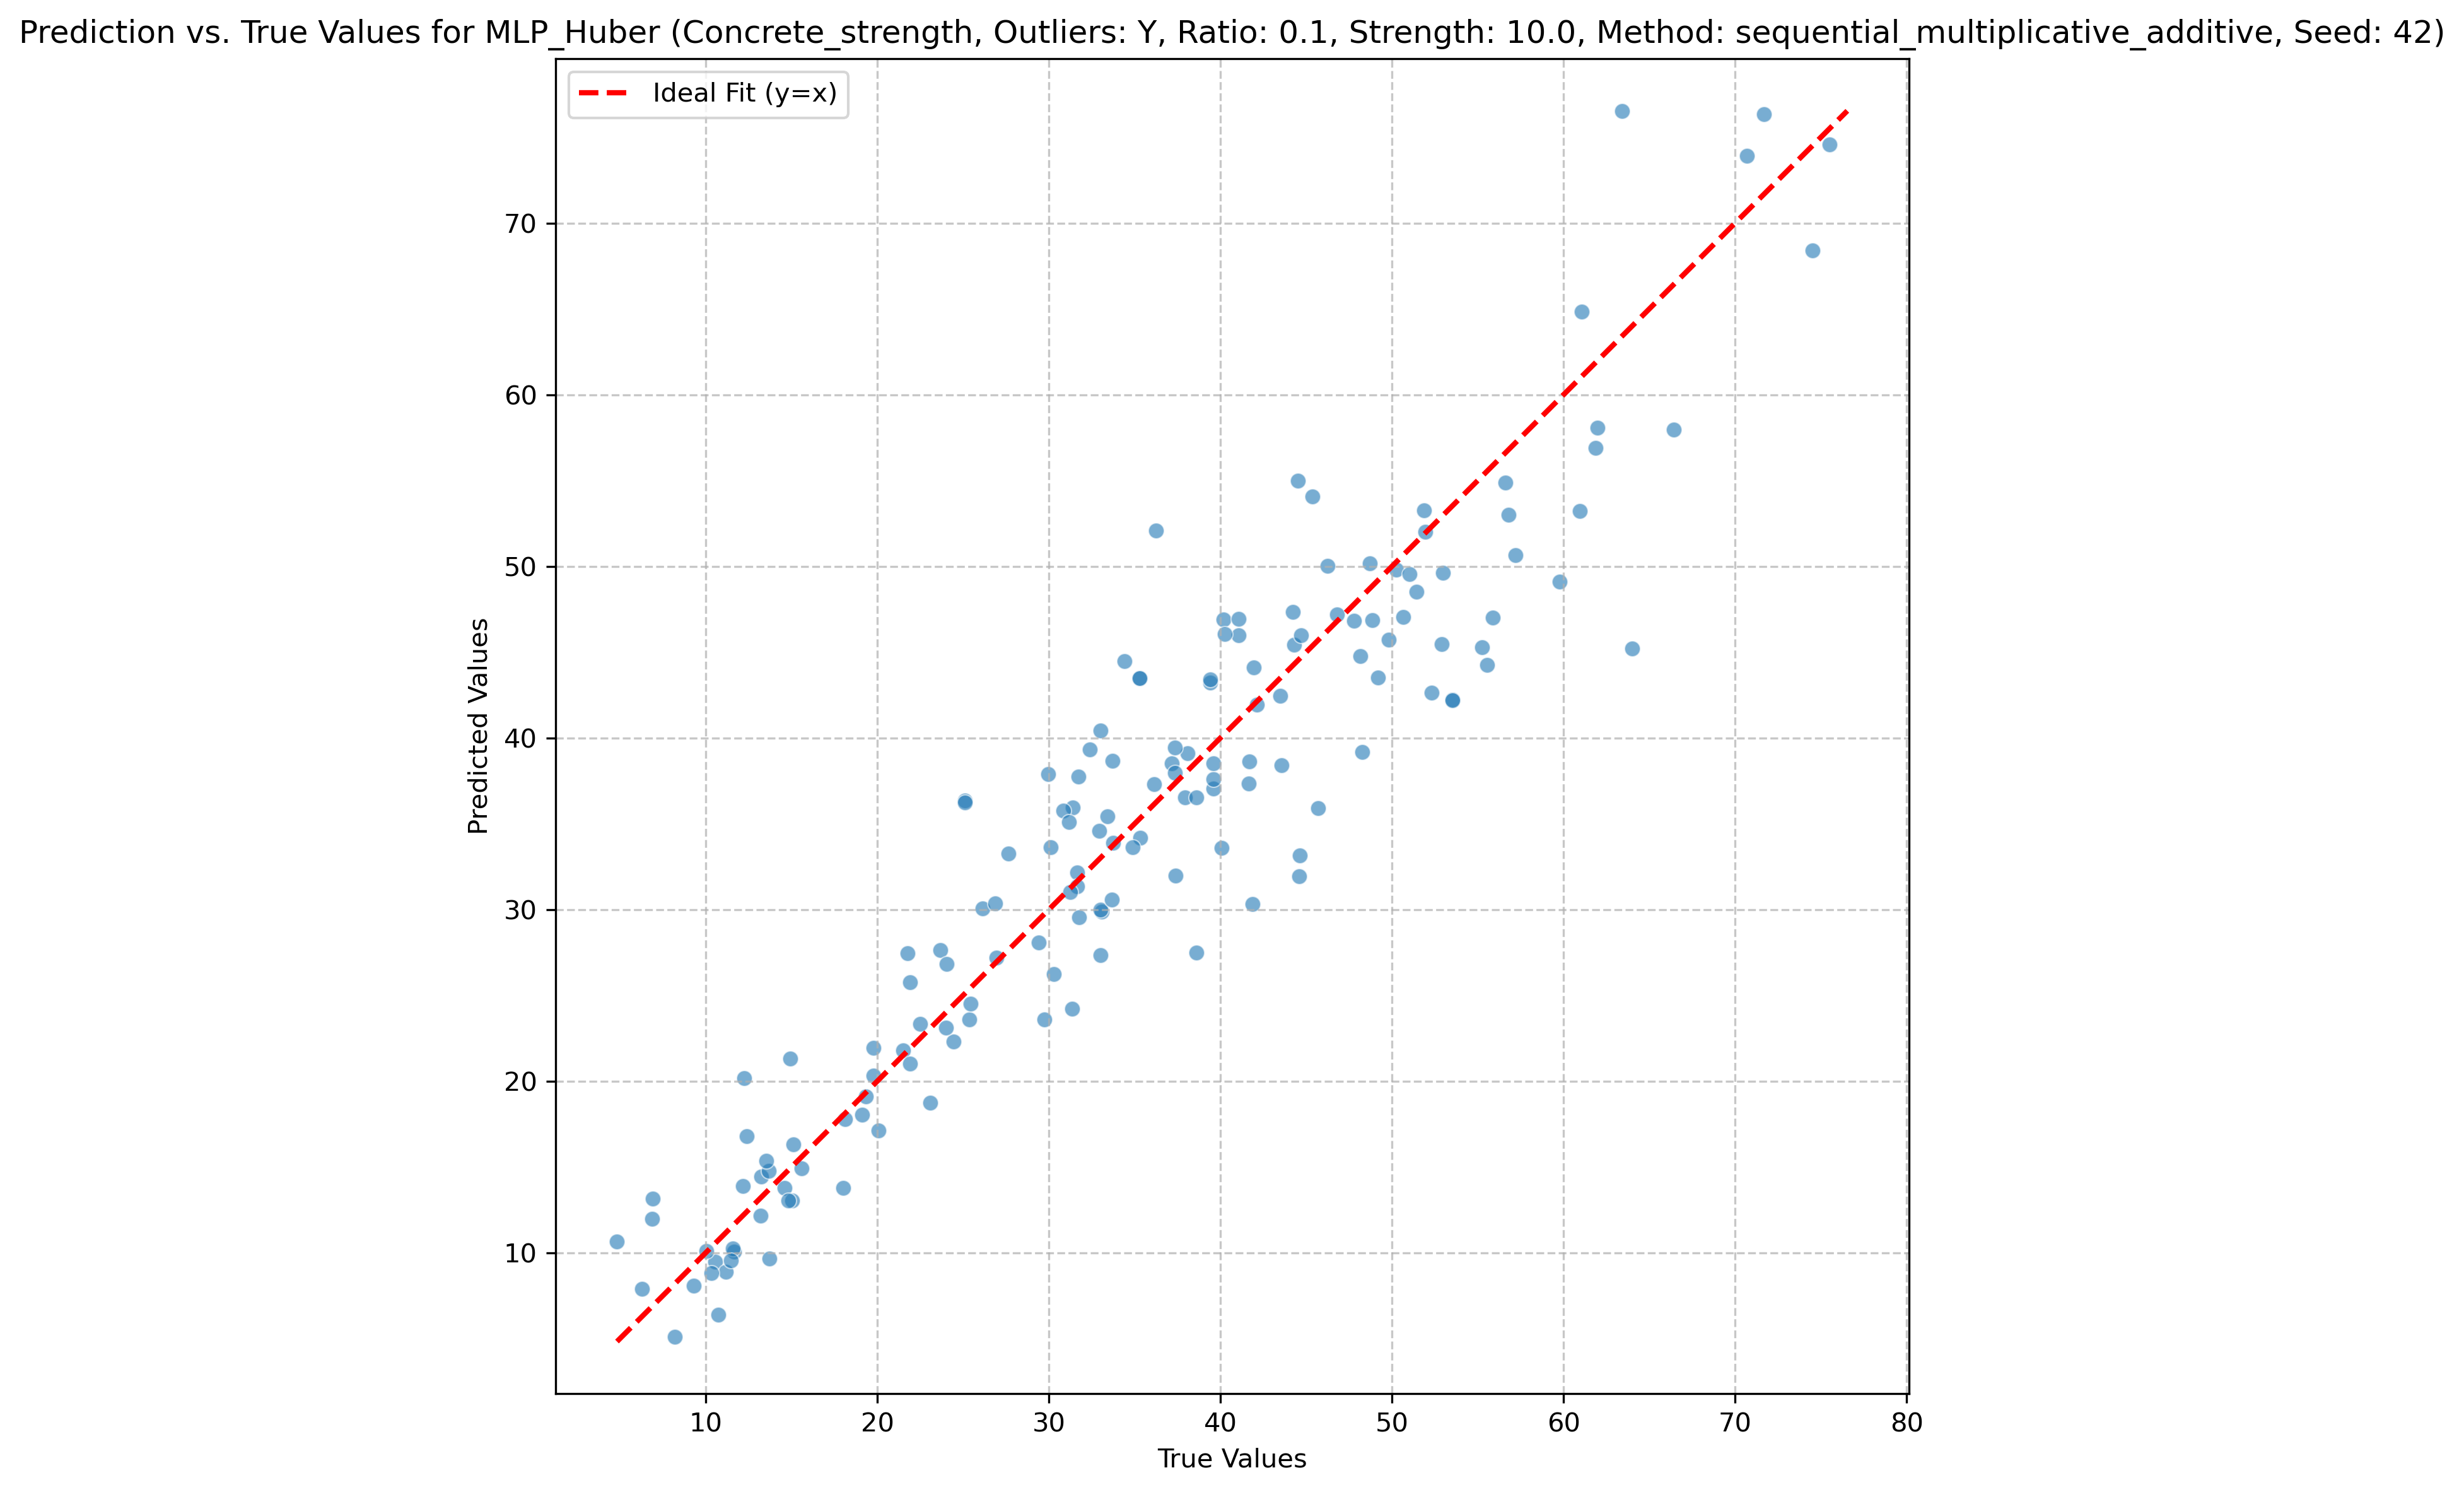 Prediction vs. True Values for MLP_Huber (Concrete_strength, Outliers: Y, Ratio: 0.1, Strength: 10.0, Method: sequential_multiplicative_additive, Seed: 42)
Ideal Fit (y=x)
Predicted Values
70
60
50
40
30
20
10
10 20 30 40 50 60 70 80
True Values